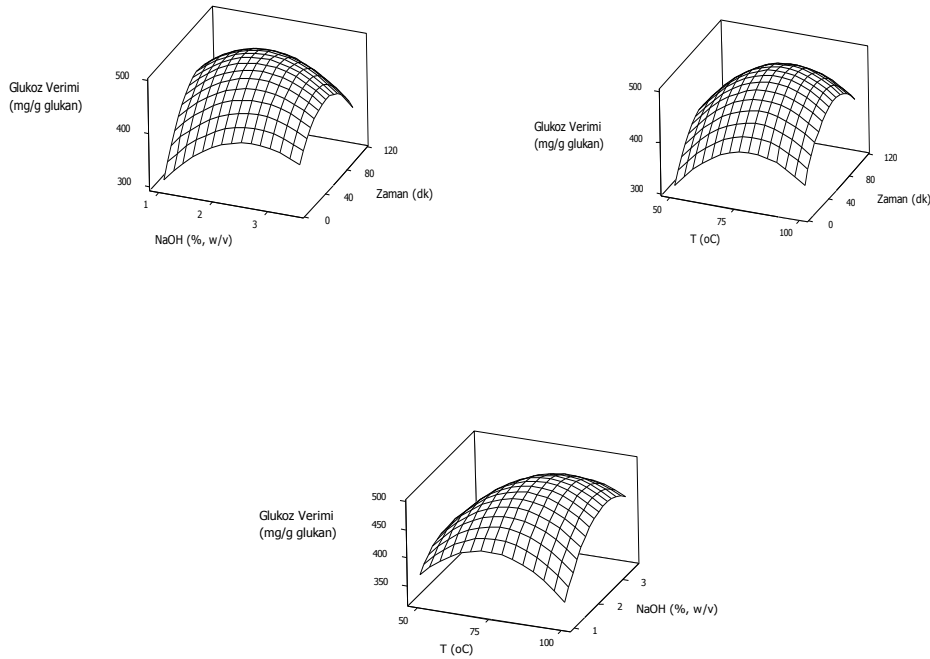 Glukoz Verimi
(mg/g glukan)
500
400
300
1
2
3
NaOH (%, w/v)
0
40
80
120
Zaman (dk)
Glukoz Verimi
(mg/g glukan)
500
400
300
50
75
100
T (oC)
0
40
80
120
Zaman (dk)
Glukoz Verimi
(mg/g glukan)
500
450
400
350
50
75
100
T (oC)
1
2
3
NaOH (%, w/v)